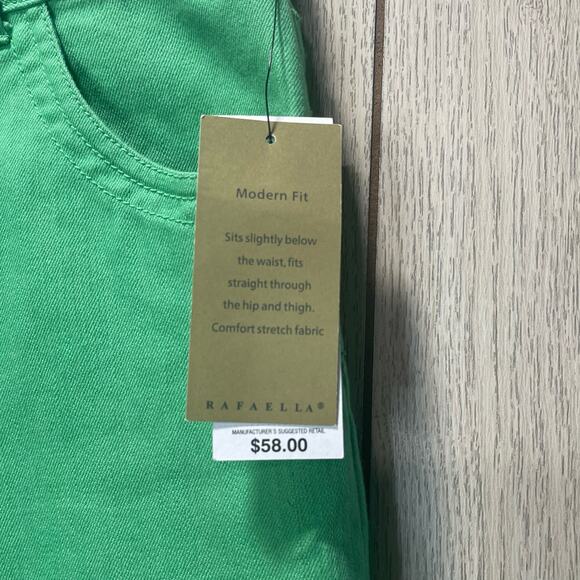 Modern Fit
Sits slightly below
the waist, fits
straight through
the hip and thigh.
Comfort stretch fabric
RAFAELLA®
MANUFACTURER'S SUGGESTED RETAIL
$58.00